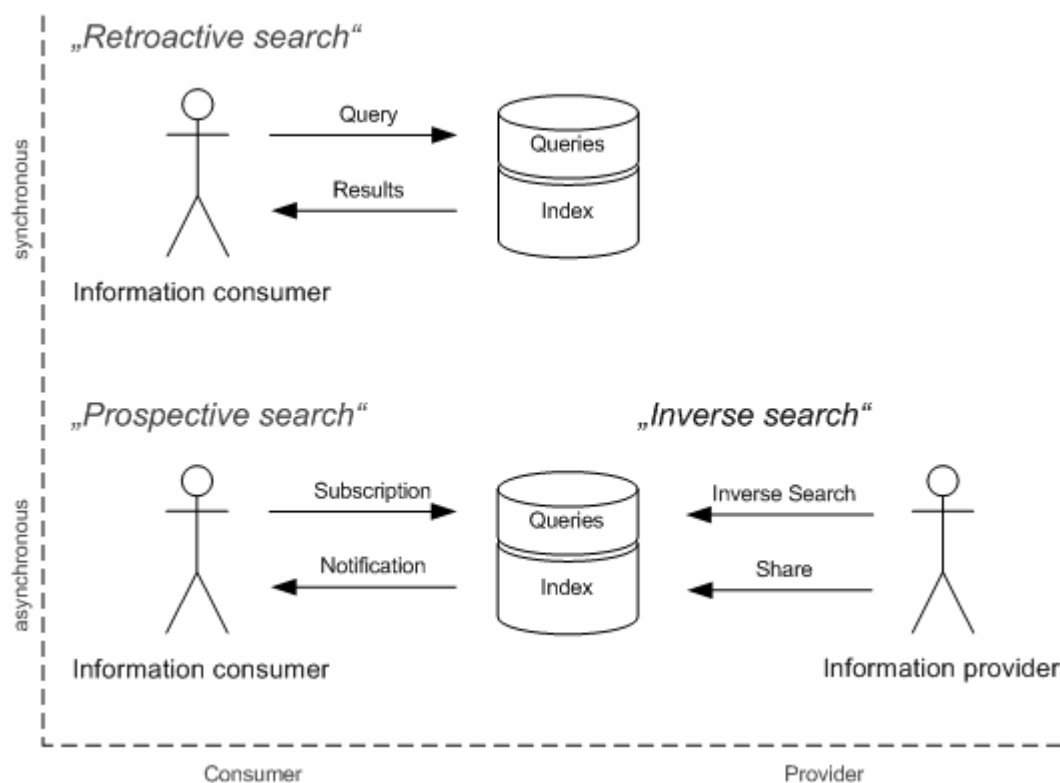 „Retroactive search“
Query
Queries
Results
Index
synchronous
Information consumer
„Prospective search“
„Inverse search“
Subscription
Inverse Search
Queries
Notification
Share
Index
asynchronous
Information consumer
Information provider
Consumer
Provider